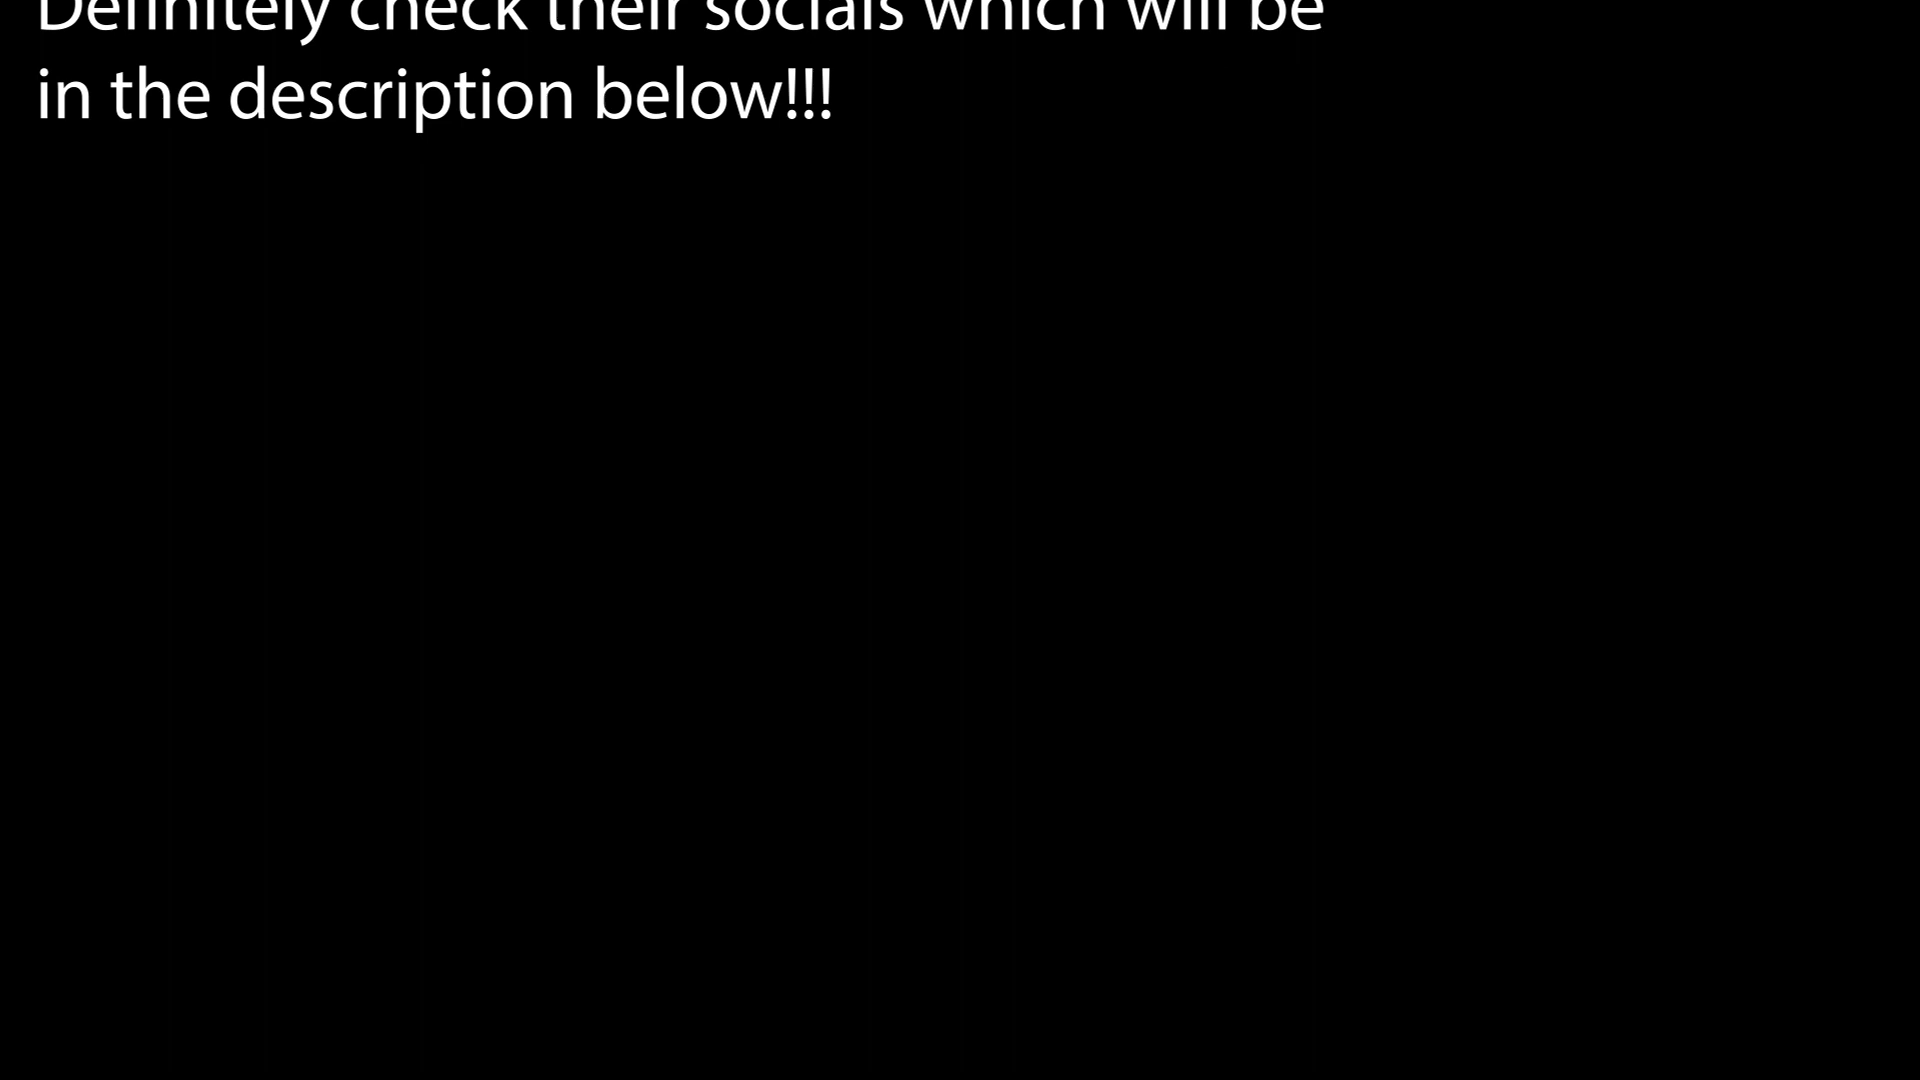 Definitely check their socials which will be
in the description below!!!